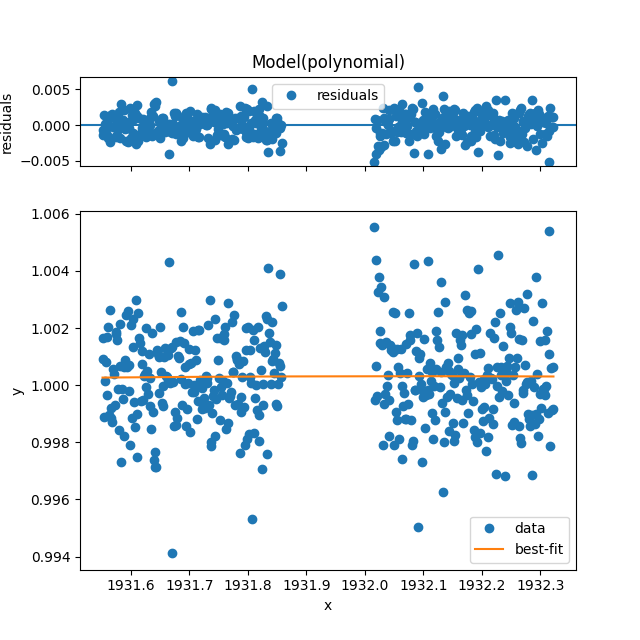 Model(polynomial)
residuals
0.005
0.000
−0.005
residuals
y
1.006
1.004
1.002
1.000
0.998
0.996
0.994
data
best-fit
1931.6 1931.7 1931.8 1931.9 1932.0 1932.1 1932.2 1932.3
x